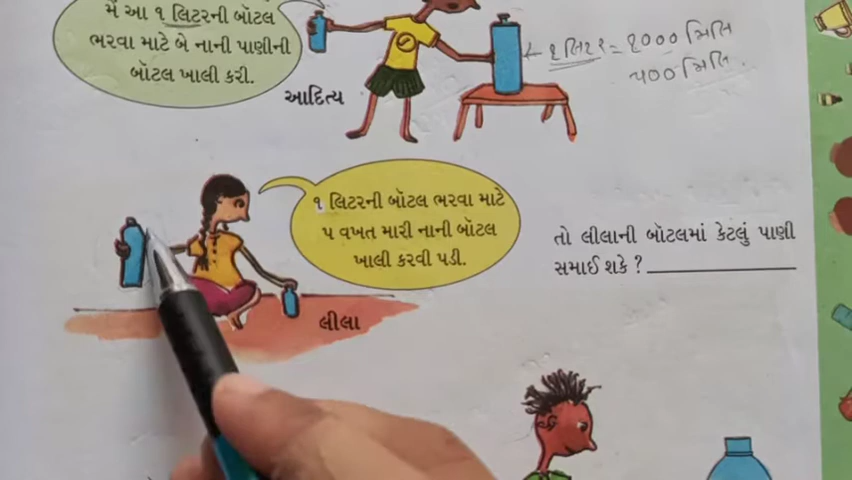 મેં આ ૧ લિટરની બૉટલ
ભરવા માટે બે નાની પાણીની
બૉટલ ખાલી કરી.
આદિત્ય
૧ લિટર = ૧૦૦૦ મિલિ
૫૦૦ મિલિ.
૧ લિટરની બૉટલ ભરવા માટે
૫ વખત મારી નાની બૉટલ
ખાલી કરવી પડી.
લીલા
તો લીલાની બૉટલમાં કેટલું પાણી
સમાઈ શકે ?